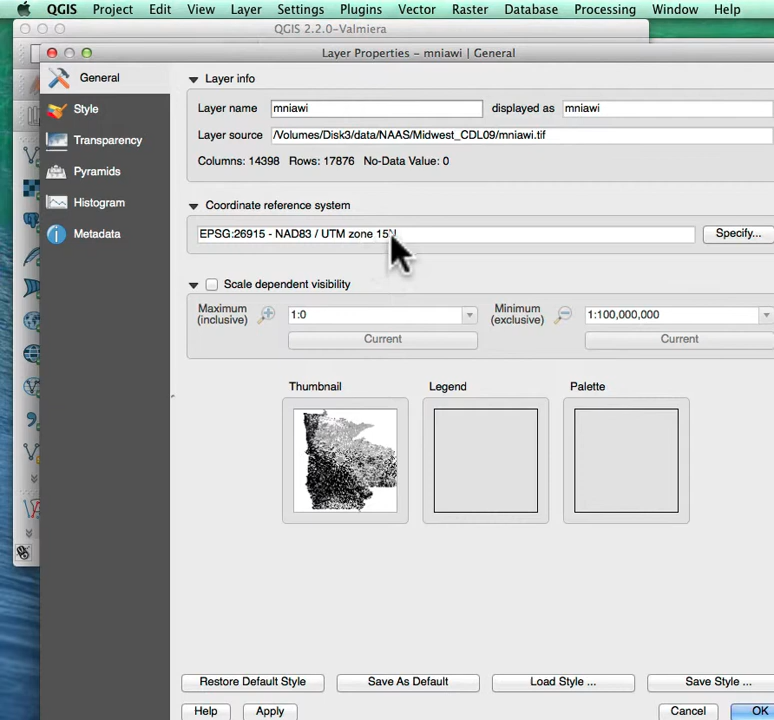 QGIS Project Edit View Layer Settings Plugins Vector Raster Database Processing Window Help
QGIS 2.2.0-Valmiera
Layer Properties - mniawi | General
General
Style
Transparency
Pyramids
Histogram
Metadata
Layer info
Layer name mniawi displayed as mniawi
Layer source /Volumes/Disk3/data/NAAS/Midwest_CDL09/mniawi.tif
Columns: 14398 Rows: 17876 No-Data Value: 0
Coordinate reference system
EPSG:26915 - NAD83 / UTM zone 15N Specify...
Scale dependent visibility
Maximum (inclusive) 1:0 Minimum (exclusive) 1:100,000,000
Current Current
Thumbnail Legend Palette
Restore Default Style Save As Default Load Style ... Save Style ...
Help Apply Cancel OK